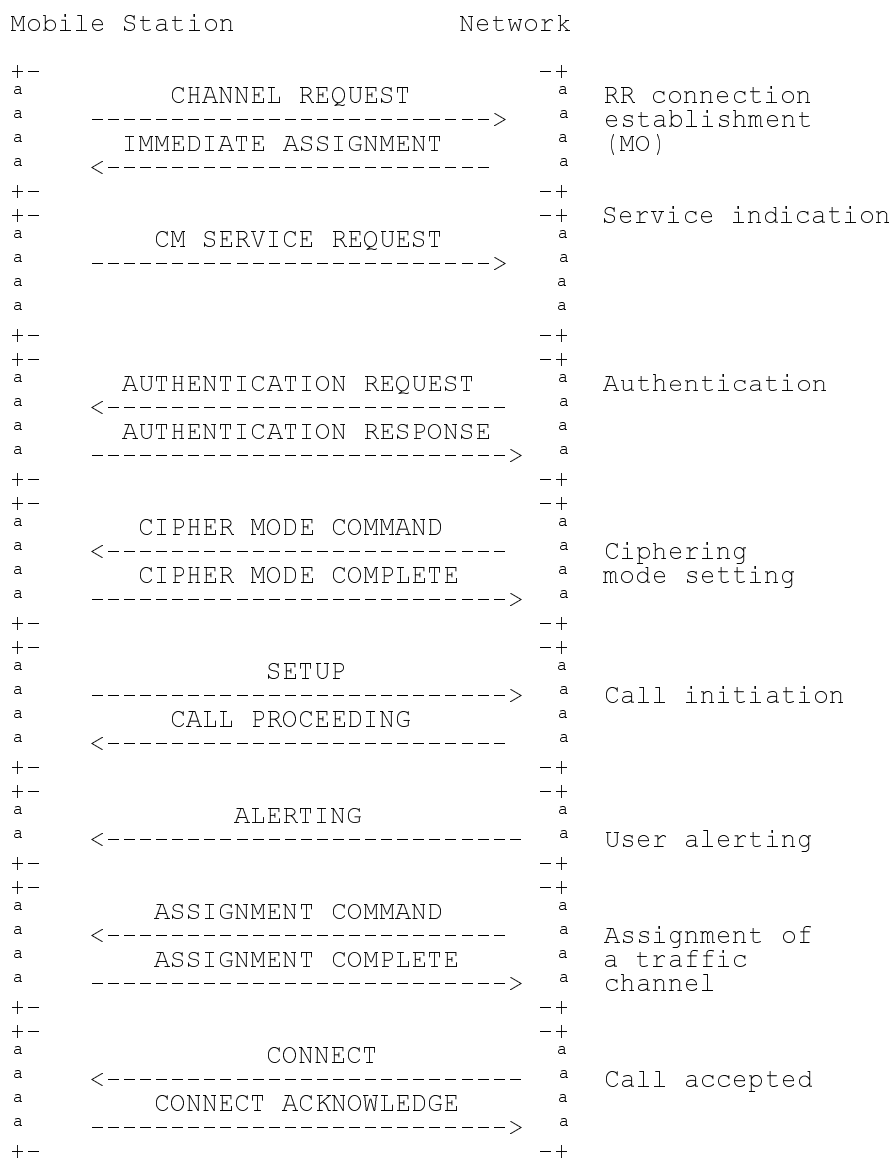 Mobile Station Network
+- -+
a CHANNEL REQUEST a RR connection
a -------------------------> a establishment
a IMMEDIATE ASSIGNMENT a (MO)
a <------------------------ a
+- -+
+- -+ Service indication
a CM SERVICE REQUEST a
a -------------------------> a
a a
a a
+- -+
+- -+
a AUTHENTICATION REQUEST a Authentication
a <------------------------- a
a AUTHENTICATION RESPONSE a
a --------------------------> a
+- -+
+- -+
a CIPHER MODE COMMAND a
a <------------------------- a Ciphering
a CIPHER MODE COMPLETE a mode setting
a --------------------------> a
+- -+
+- -+
a SETUP a
a --------------------------> a Call initiation
a CALL PROCEEDING a
a <------------------------- a
+- -+
+- -+
a ALERTING a
a <-------------------------- a User alerting
+- -+
+- -+
a ASSIGNMENT COMMAND a
a <------------------------- a Assignment of
a ASSIGNMENT COMPLETE a a traffic
a --------------------------> a channel
+- -+
+- -+
a CONNECT a
a <-------------------------- a Call accepted
a CONNECT ACKNOWLEDGE a
a --------------------------> a
+- -+